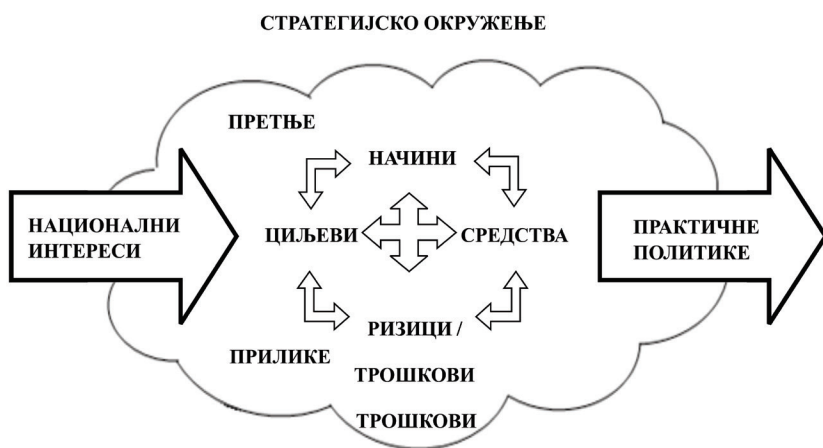 СТРАТЕГИЈСКО ОКРУЖЕЊЕ
ПРЕТЊЕ
НАЧИНИ
НАЦИОНАЛНИ
ИНТЕРЕСИ
ЦИЉЕВИ
СРЕДСТВА
ПРАКТИЧНЕ
ПОЛИТИКЕ
РИЗИЦИ /
ПРИЛИКЕ
ТРОШКОВИ
ТРОШКОВИ